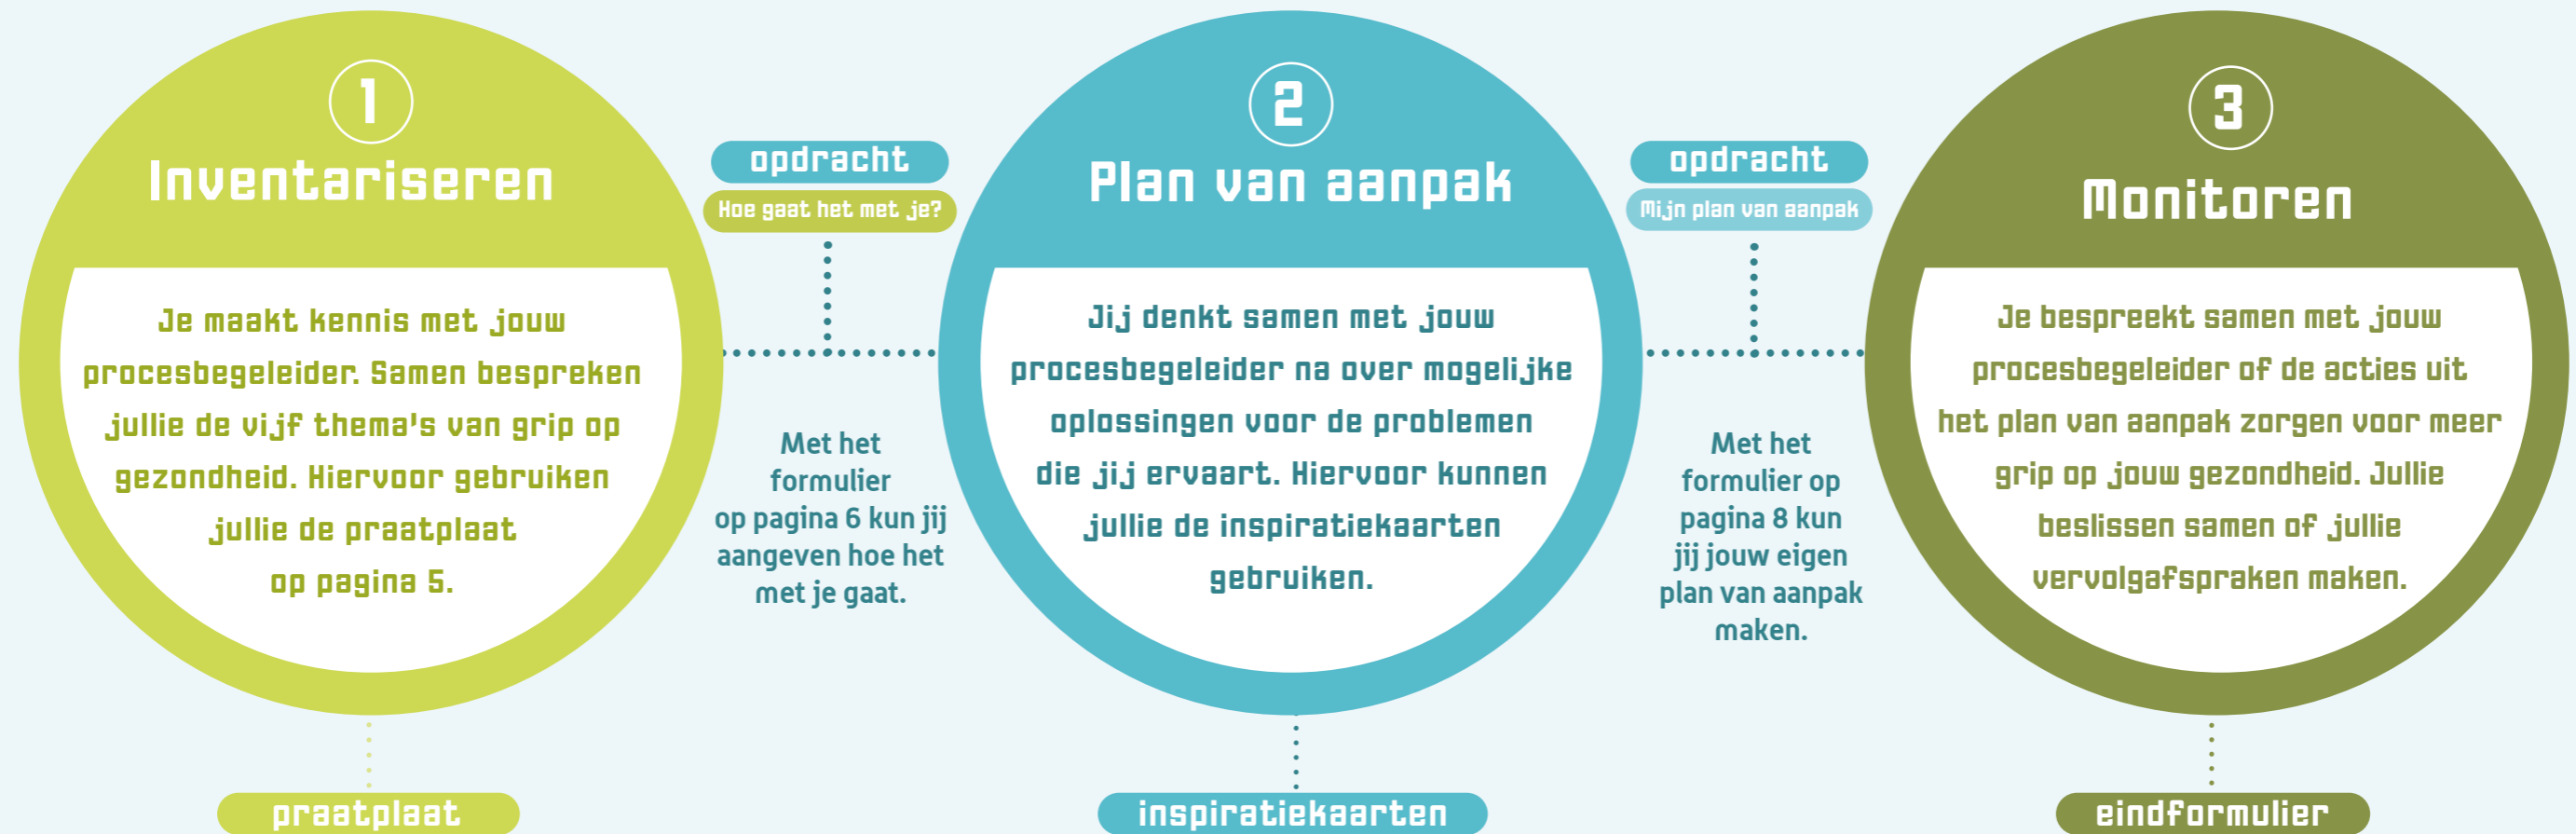 1
Inventariseren
Je maakt kennis met jouw
procesbegeleider. Samen bespreken
jullie de vijf thema's van grip op
gezondheid. Hiervoor gebruiken
jullie de praatplaat
op pagina 5.
praatplaat
opdracht
Hoe gaat het met je?
Met het
formulier
op pagina 6 kun jij
aangeven hoe het
met je gaat.
2
Plan van aanpak
Jij denkt samen met jouw
procesbegeleider na over mogelijke
oplossingen voor de problemen
die jij ervaart. Hiervoor kunnen
jullie de inspiratiekaarten
gebruiken.
inspiratiekaarten
opdracht
Mijn plan van aanpak
Met het
formulier op
pagina 8 kun
jij jouw eigen
plan van aanpak
maken.
3
Monitoren
Je bespreekt samen met jouw
procesbegeleider of de acties uit
het plan van aanpak zorgen voor meer
grip op jouw gezondheid. Jullie
beslissen samen of jullie
vervolgafspraken maken.
eindformulier